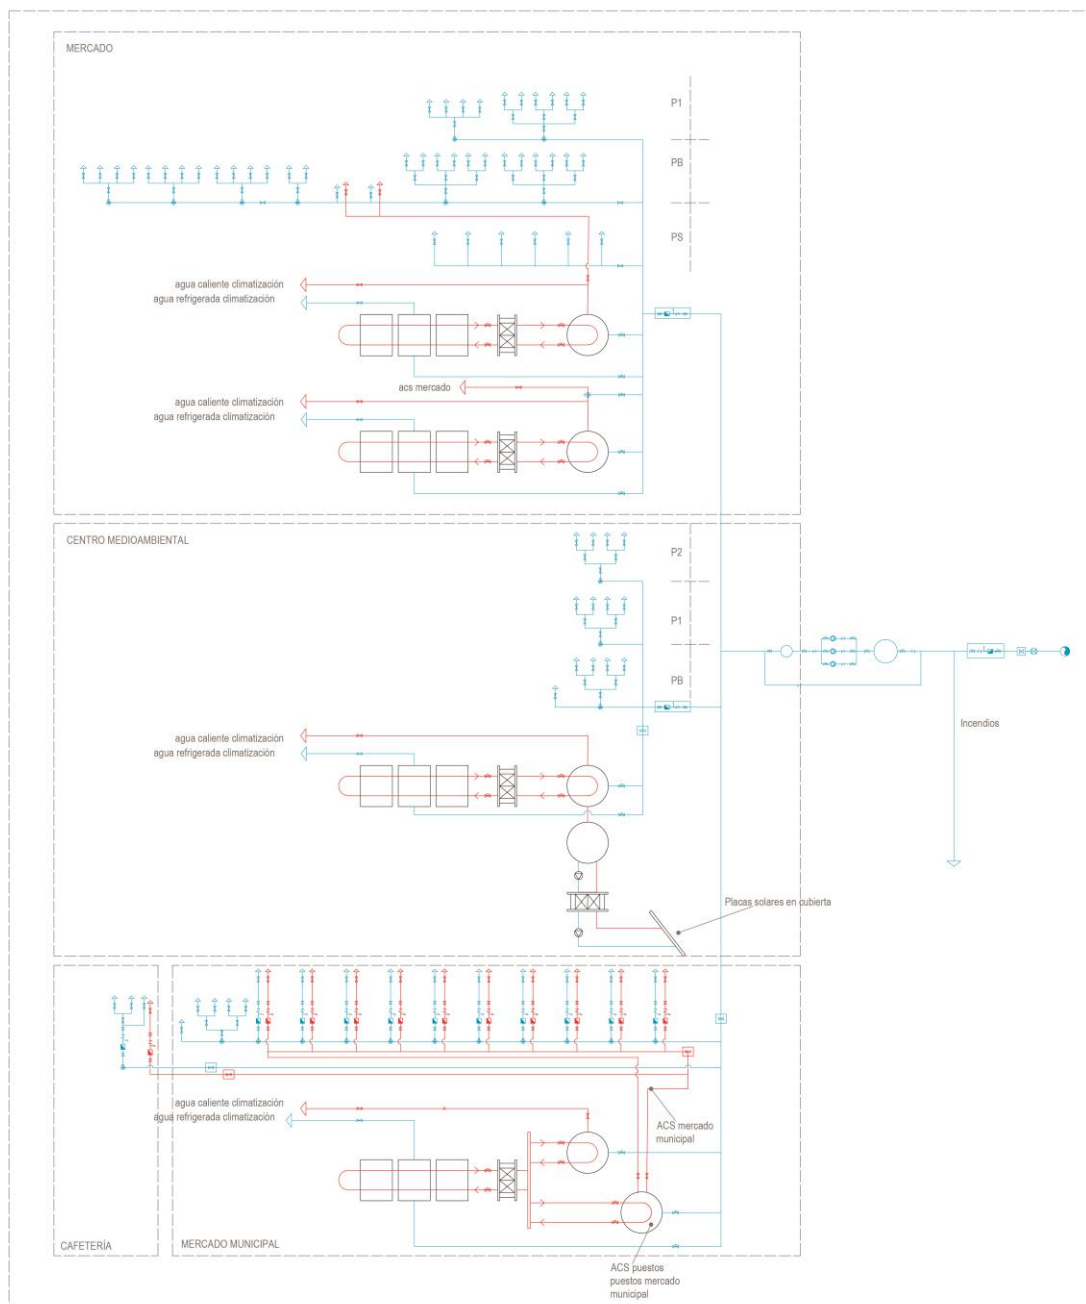 MERCADO
P1
PB
PS
agua caliente climatización
agua refrigerada climatización
acs mercado
agua caliente climatización
agua refrigerada climatización
CENTRO MEDIOAMBIENTAL
P2
P1
PB
Incendios
agua caliente climatización
agua refrigerada climatización
Placas solares en cubierta
agua caliente climatización
agua refrigerada climatización
ACS mercado
municipal
CAFETERÍA
MERCADO MUNICIPAL
ACS puestos
puestos mercado
municipal